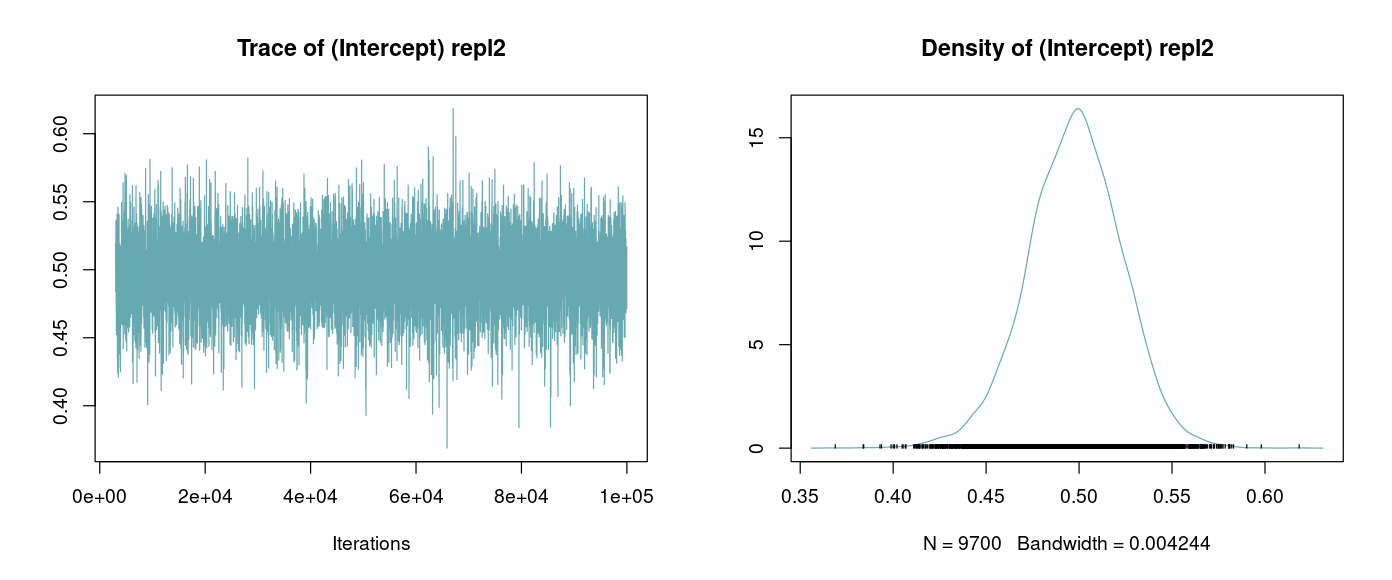 Trace of (Intercept) repl2
0.60
0.55
0.50
0.45
0.40
0e+00 2e+04 4e+04 6e+04 8e+04 1e+05
Iterations
Density of (Intercept) repl2
15
10
5
0
0.35 0.40 0.45 0.50 0.55 0.60
N = 9700 Bandwidth = 0.004244